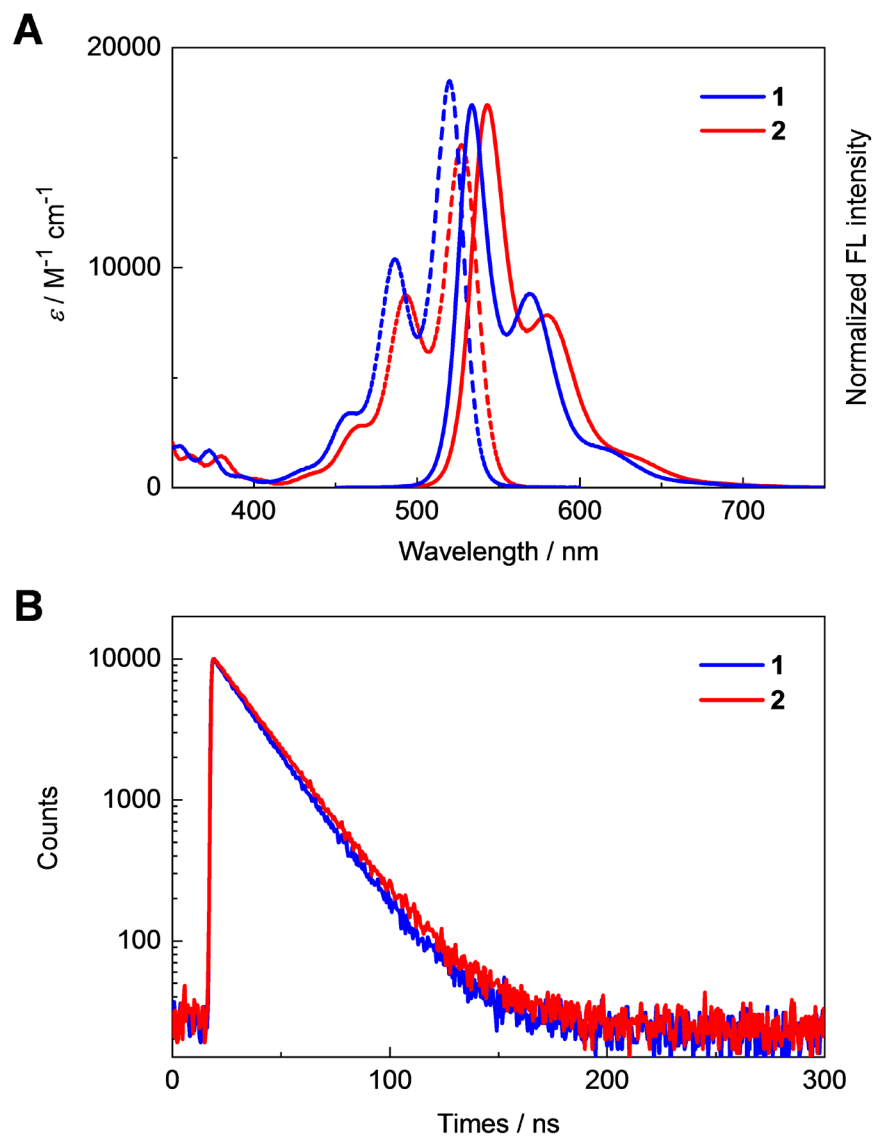 A
20000
10000
0
ε / M⁻¹ cm⁻¹
Normalized FL intensity
1
2
400
500
600
700
Wavelength / nm
B
10000
1000
100
Counts
1
2
0
100
200
300
Times / ns